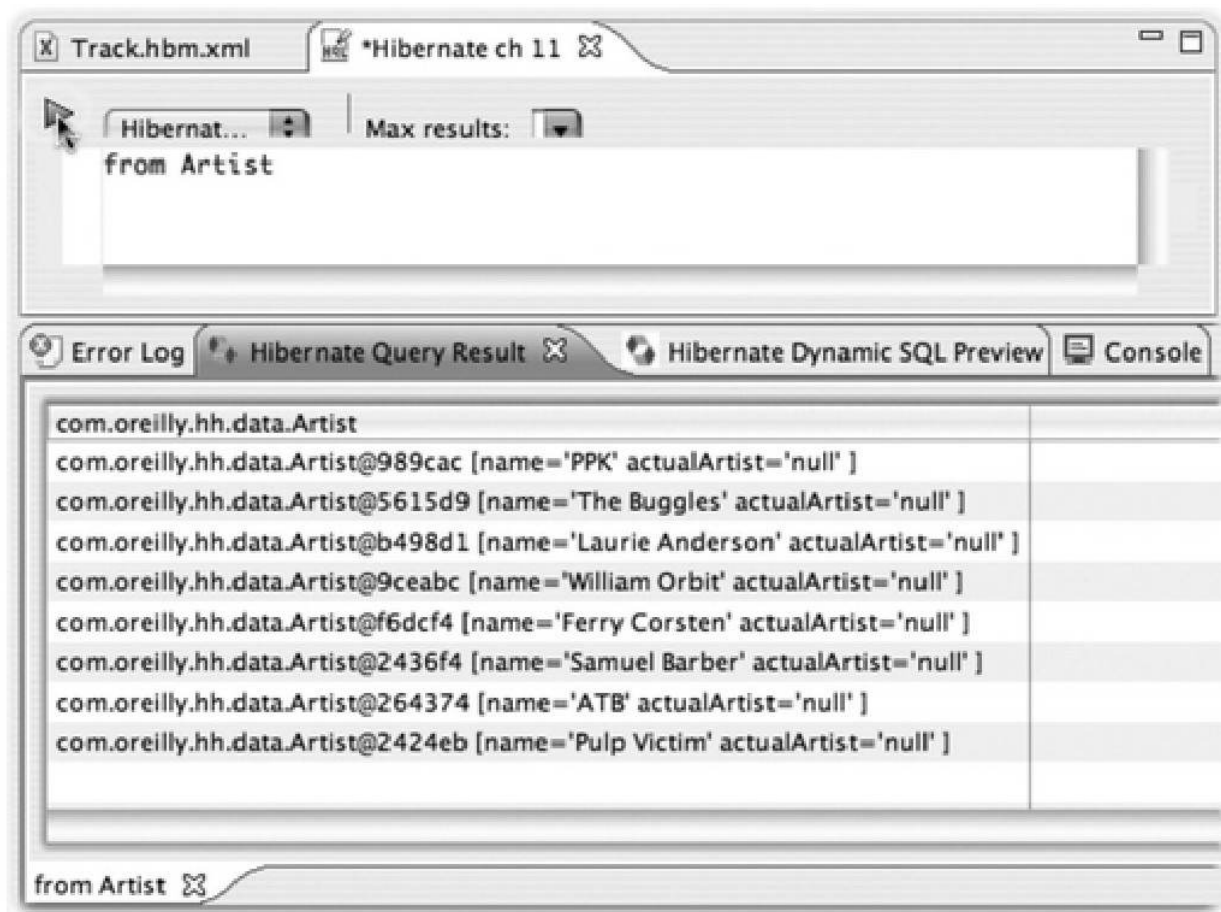 Track.hbm.xml
*Hibernate ch 11
Hibernat...
Max results:
from Artist
Error Log
Hibernate Query Result
Hibernate Dynamic SQL Preview
Console
com.oreilly.hh.data.Artist
com.oreilly.hh.data.Artist@989cac [name='PPK' actualArtist='null' ]
com.oreilly.hh.data.Artist@5615d9 [name='The Buggles' actualArtist='null' ]
com.oreilly.hh.data.Artist@b498d1 [name='Laurie Anderson' actualArtist='null' ]
com.oreilly.hh.data.Artist@9ceabc [name='William Orbit' actualArtist='null' ]
com.oreilly.hh.data.Artist@f6dcf4 [name='Ferry Corsten' actualArtist='null' ]
com.oreilly.hh.data.Artist@2436f4 [name='Samuel Barber' actualArtist='null' ]
com.oreilly.hh.data.Artist@264374 [name='ATB' actualArtist='null' ]
com.oreilly.hh.data.Artist@2424eb [name='Pulp Victim' actualArtist='null' ]
from Artist